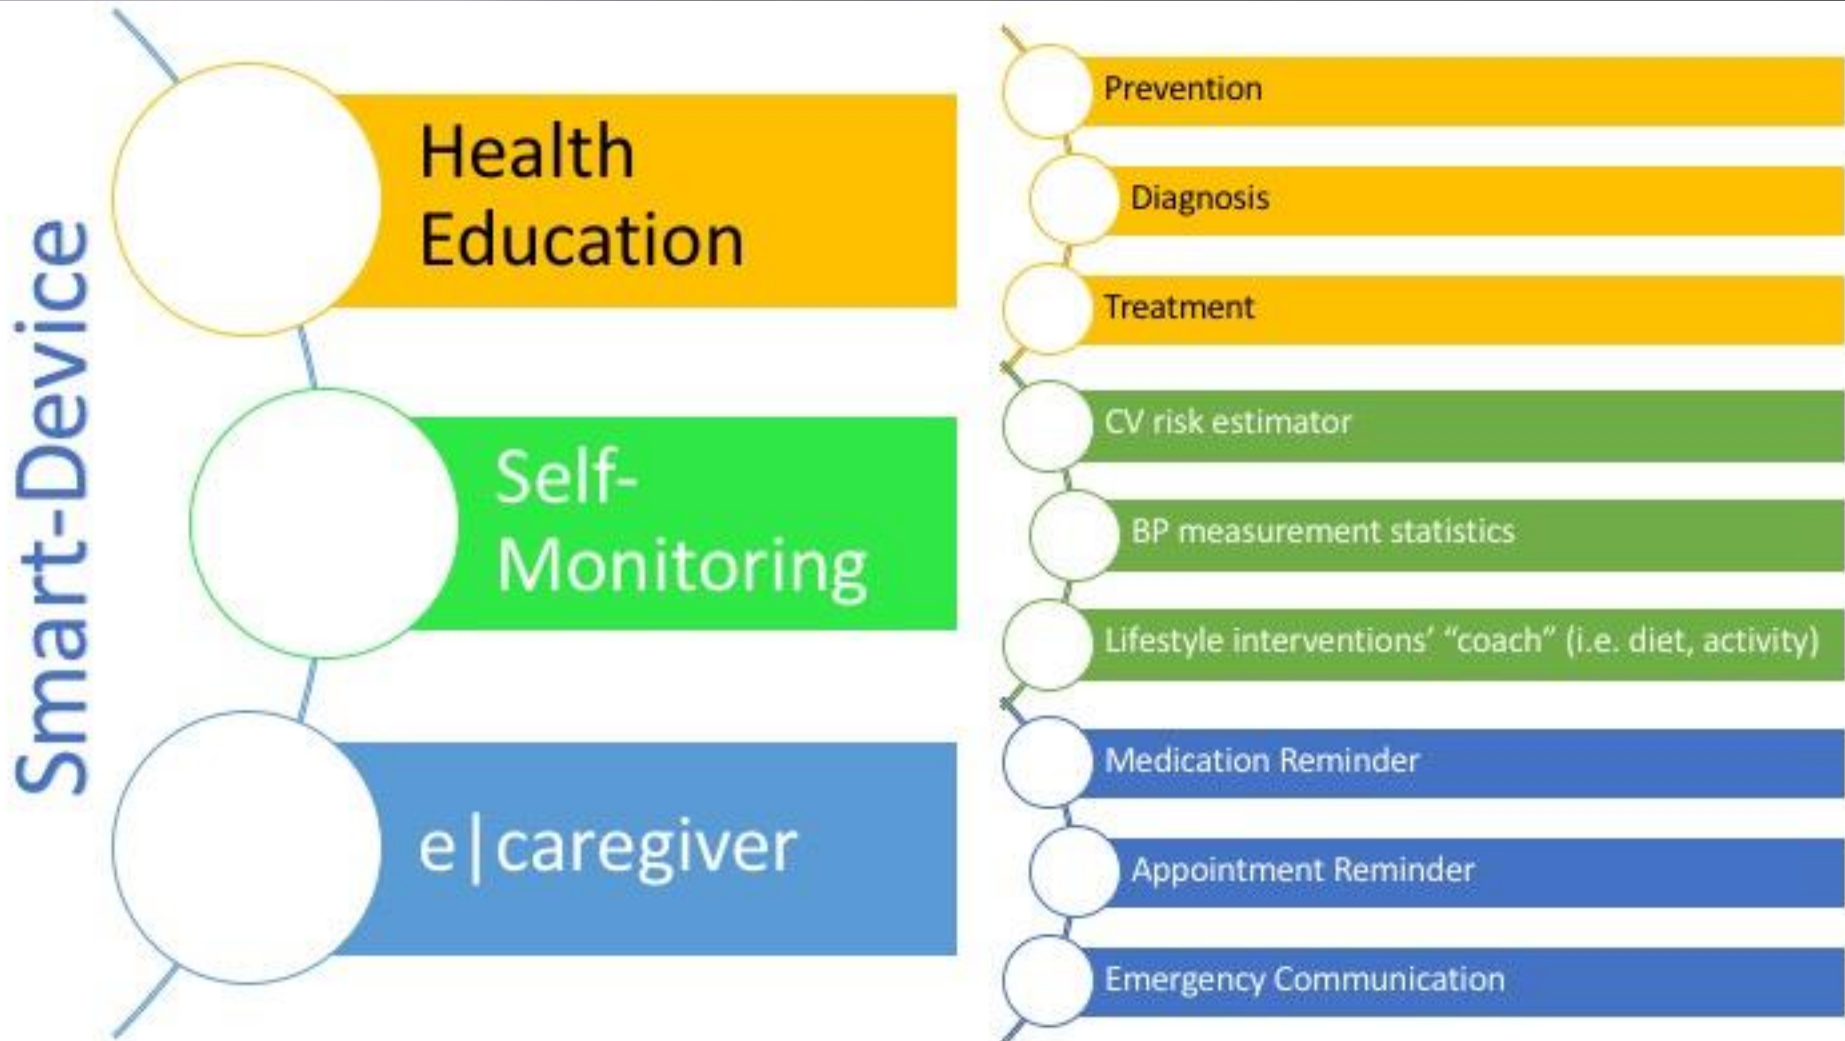 Smart-Device
Health
Education
Self-
Monitoring
e|caregiver
Prevention
Diagnosis
Treatment
CV risk estimator
BP measurement statistics
Lifestyle interventions’ “coach” (i.e. diet, activity)
Medication Reminder
Appointment Reminder
Emergency Communication